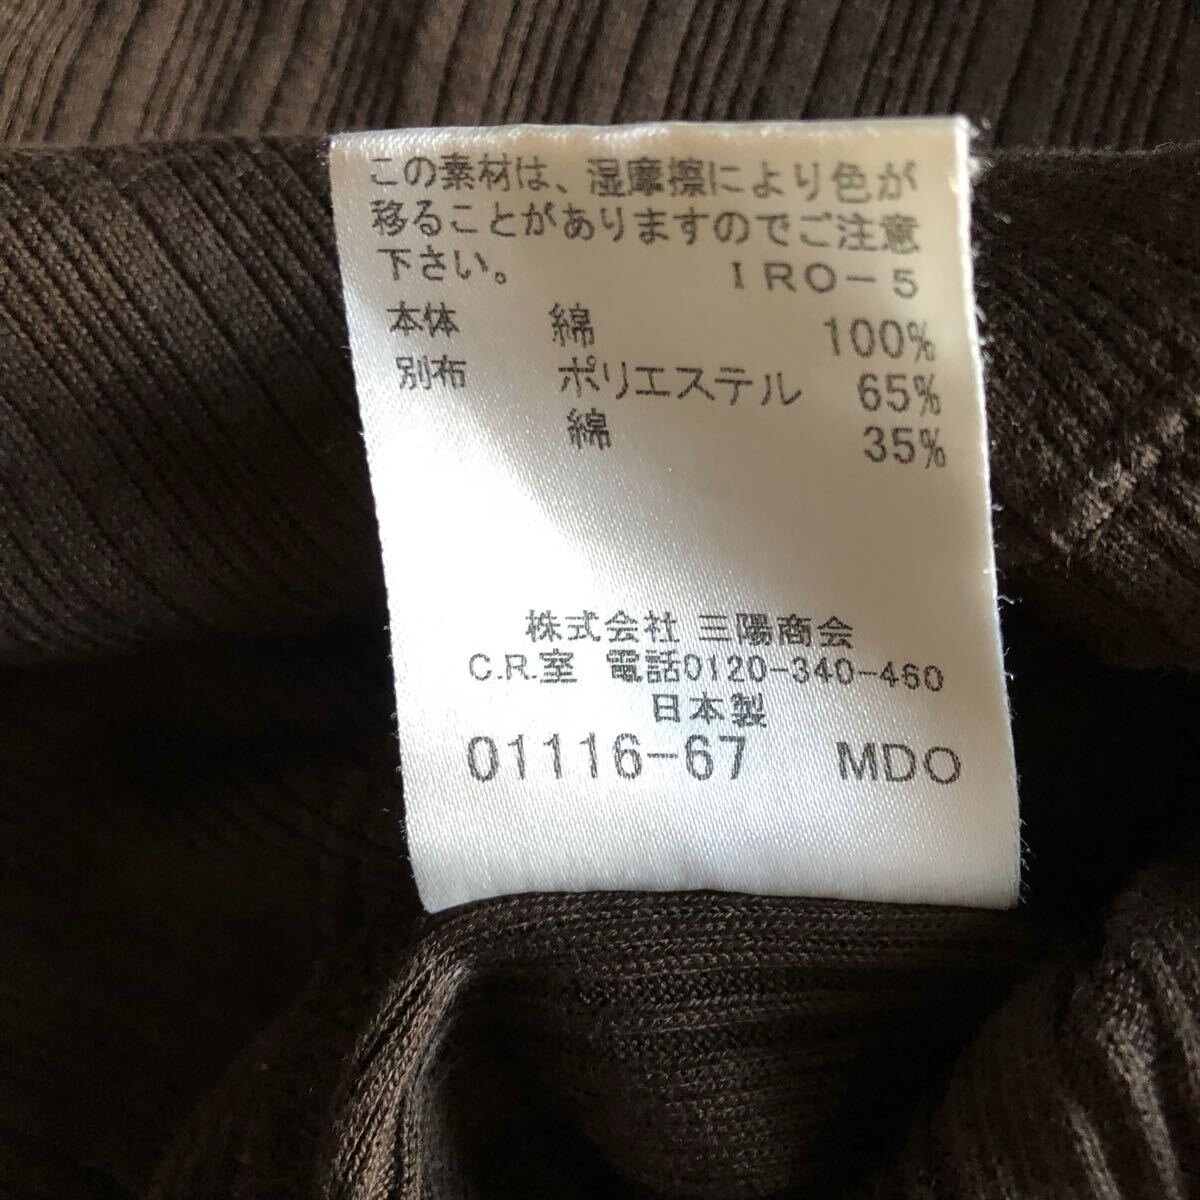 この素材は、湿摩擦により色が
移ることがありますのでご注意
下さい。 IRO-5
本体 綿 100%
別布 ポリエステル 65%
綿 35%
株式会社 三陽商会
C.R.室 電話0120-340-460
日本製
01116-67 MDO